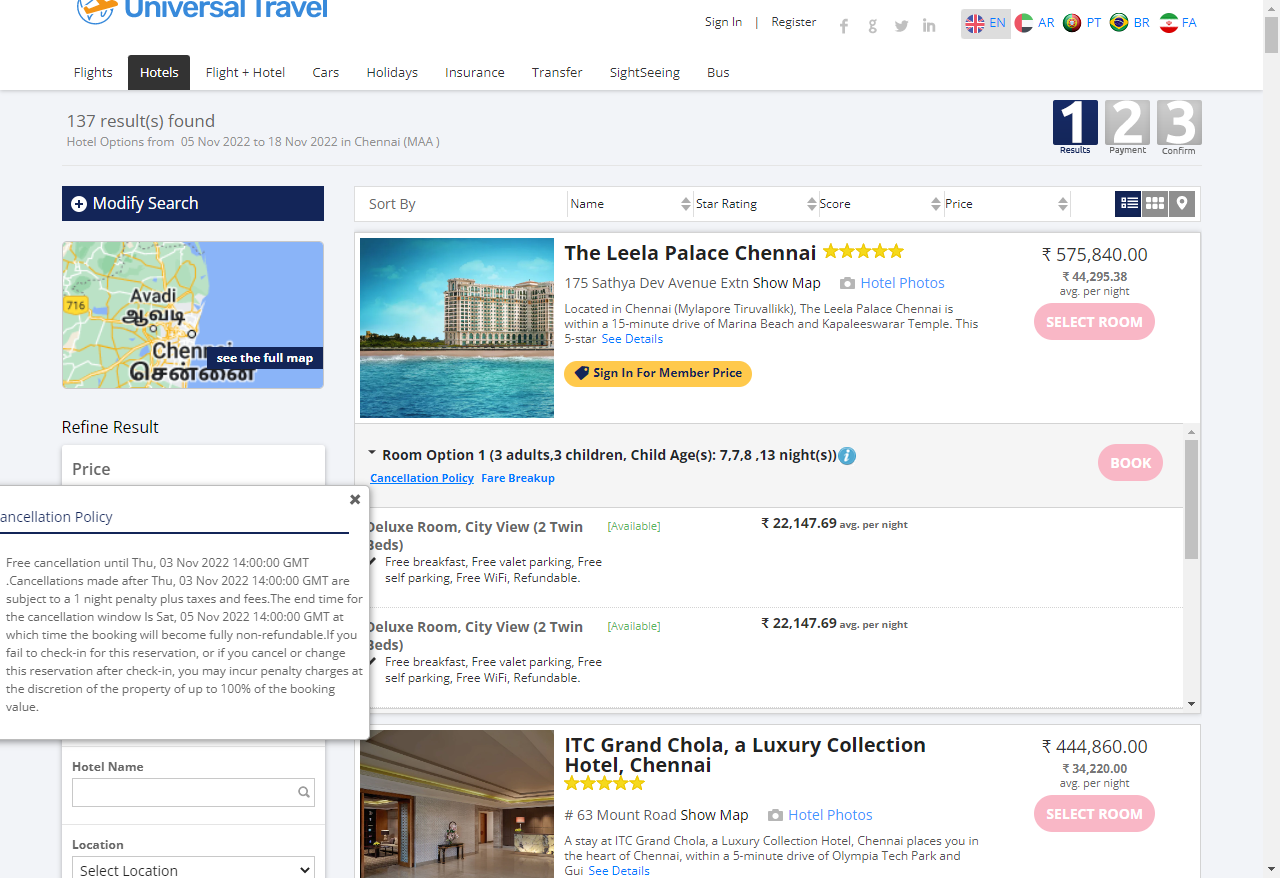 Universal Travel
Sign In | Register
EN AR PT BR FA
Flights Hotels Flight + Hotel Cars Holidays Insurance Transfer SightSeeing Bus
137 result(s) found
Hotel Options from 05 Nov 2022 to 18 Nov 2022 in Chennai (MAA )
1 2 3
Results Payment Confirm
Modify Search
Sort By Name Star Rating Score Price
716
Avadi
ஆவடி
Chenn
சென்னை
see the full map
The Leela Palace Chennai
175 Sathya Dev Avenue Extn Show Map Hotel Photos
Located in Chennai (Mylapore Tiruvallikk), The Leela Palace Chennai is
within a 15-minute drive of Marina Beach and Kapaleeswarar Temple. This
5-star See Details
Sign In For Member Price
₹ 575,840.00
₹ 44,295.38
avg. per night
SELECT ROOM
Refine Result
Price
Room Option 1 (3 adults,3 children, Child Age(s): 7,7,8 ,13 night(s))
Cancellation Policy Fare Breakup
BOOK
ancellation Policy
Free cancellation until Thu, 03 Nov 2022 14:00:00 GMT
.Cancellations made after Thu, 03 Nov 2022 14:00:00 GMT are
subject to a 1 night penalty plus taxes and fees.The end time for
the cancellation window Is Sat, 05 Nov 2022 14:00:00 GMT at
which time the booking will become fully non-refundable.If you
fail to check-in for this reservation, or if you cancel or change
this reservation after check-in, you may incur penalty charges at
the discretion of the property of up to 100% of the booking
value.
Deluxe Room, City View (2 Twin
Beds)
[Available]
₹ 22,147.69 avg. per night
Free breakfast, Free valet parking, Free
self parking, Free WiFi, Refundable.
Deluxe Room, City View (2 Twin
Beds)
[Available]
₹ 22,147.69 avg. per night
Free breakfast, Free valet parking, Free
self parking, Free WiFi, Refundable.
Hotel Name
Location
Select Location
ITC Grand Chola, a Luxury Collection
Hotel, Chennai
# 63 Mount Road Show Map Hotel Photos
A stay at ITC Grand Chola, a Luxury Collection Hotel, Chennai places you in
the heart of Chennai, within a 5-minute drive of Olympia Tech Park and
Gui See Details
₹ 444,860.00
₹ 34,220.00
avg. per night
SELECT ROOM